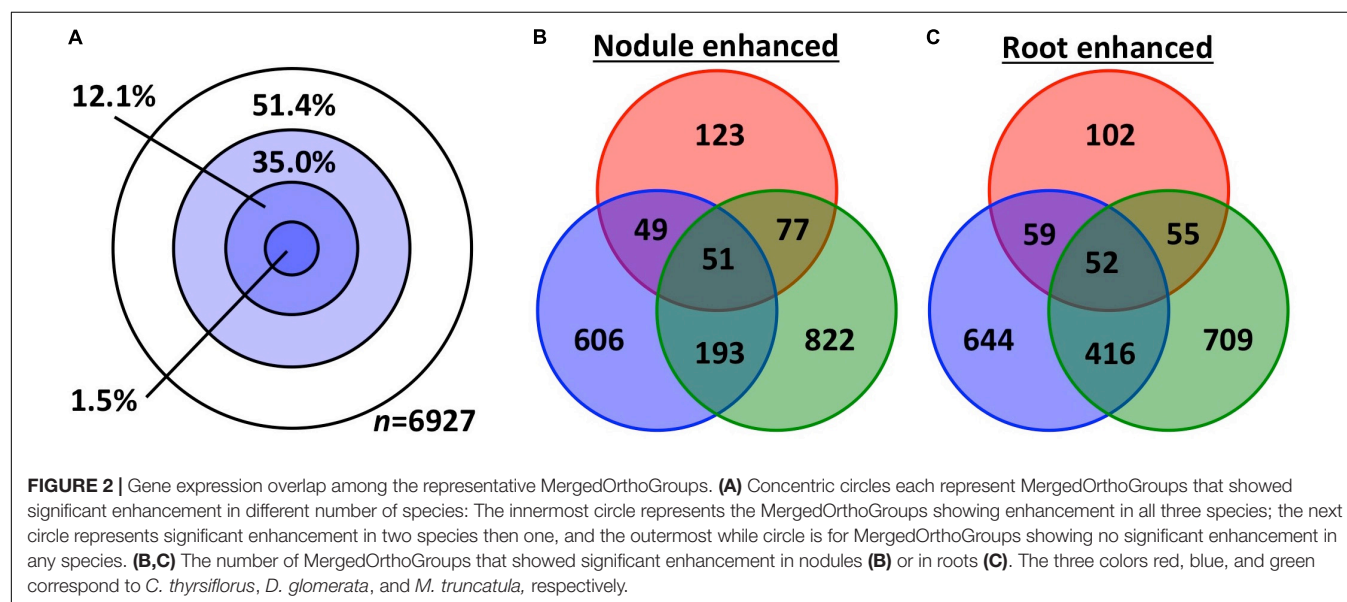 A
12.1%
51.4%
35.0%
1.5%
n=6927
B
Nodule enhanced
123
49
77
51
606
193
822
C
Root enhanced
102
59
55
52
644
416
709
FIGURE 2 | Gene expression overlap among the representative MergedOrthoGroups. (A) Concentric circles each represent MergedOrthoGroups that showed
significant enhancement in different number of species: The innermost circle represents the MergedOrthoGroups showing enhancement in all three species; the next
circle represents significant enhancement in two species then one, and the outermost while circle is for MergedOrthoGroups showing no significant enhancement in
any species. (B,C) The number of MergedOrthoGroups that showed significant enhancement in nodules (B) or in roots (C). The three colors red, blue, and green
correspond to C. thyrsiflorus, D. glomerata, and M. truncatula, respectively.